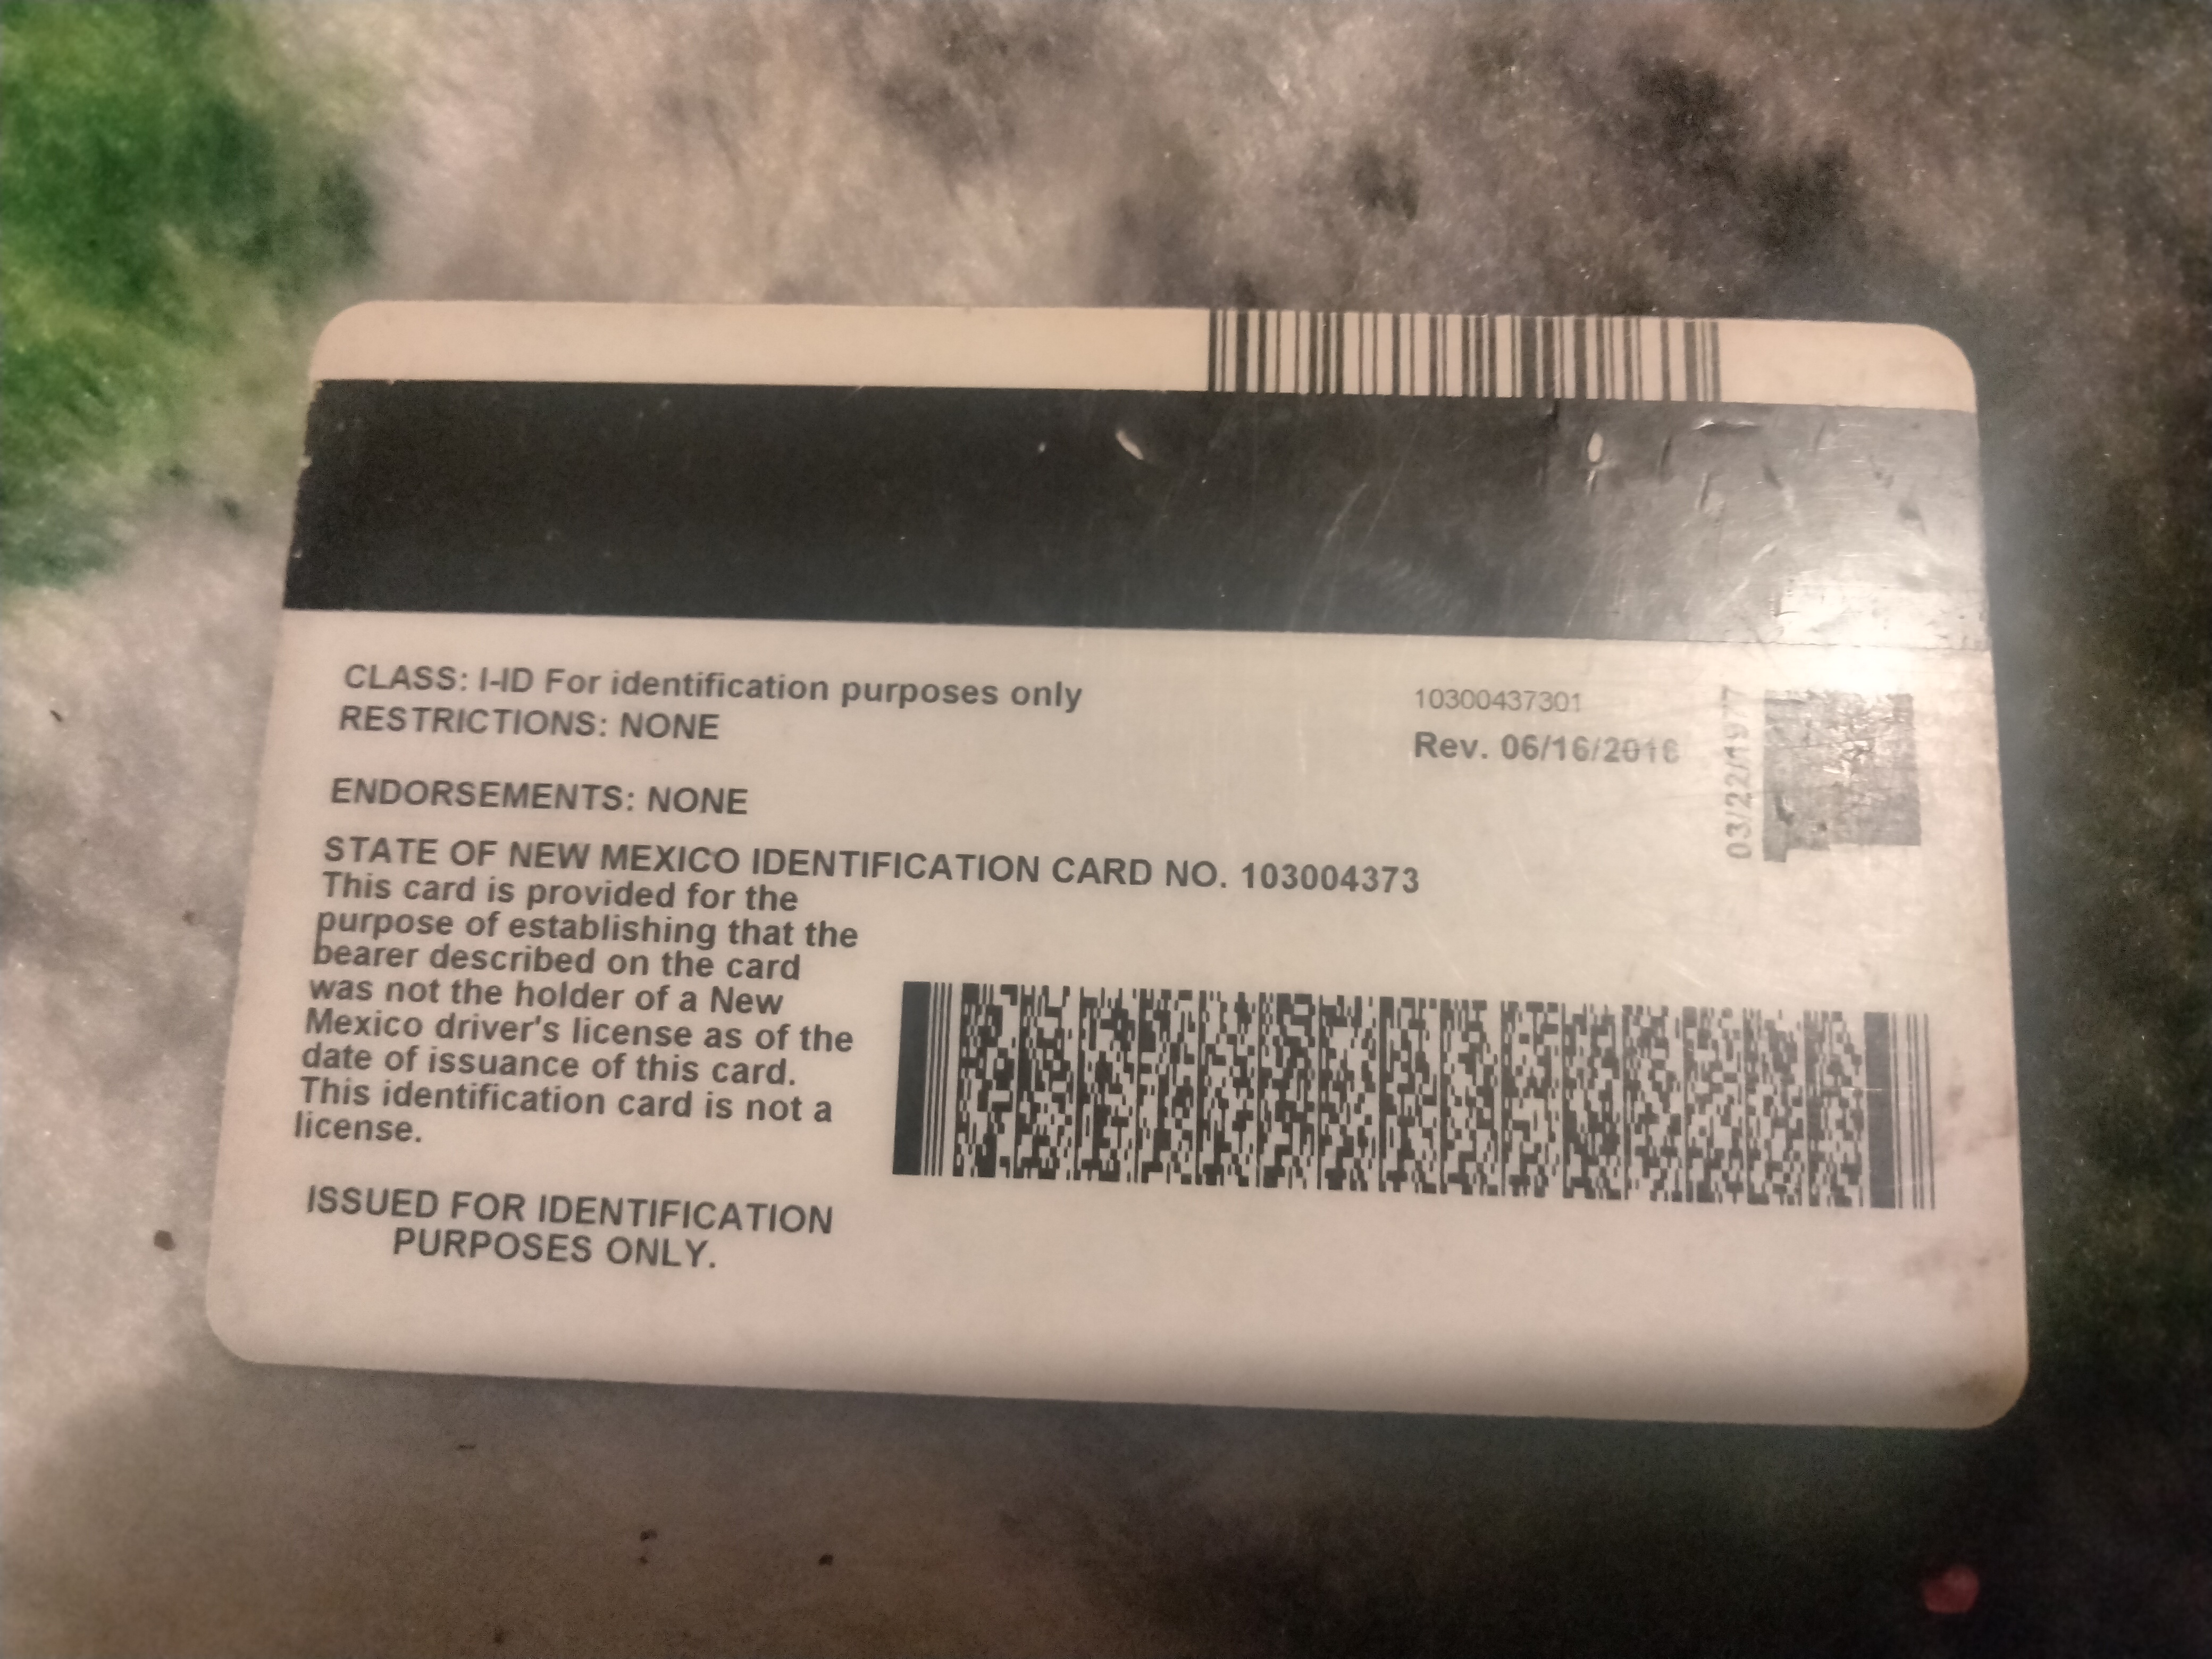 CLASS: I-ID For identification purposes only
RESTRICTIONS: NONE
10300437301
Rev. 06/16/2016
03/22/1977
ENDORSEMENTS: NONE
STATE OF NEW MEXICO IDENTIFICATION CARD NO. 103004373
This card is provided for the
purpose of establishing that the
bearer described on the card
was not the holder of a New
Mexico driver's license as of the
date of issuance of this card.
This identification card is not a
license.
ISSUED FOR IDENTIFICATION
PURPOSES ONLY.